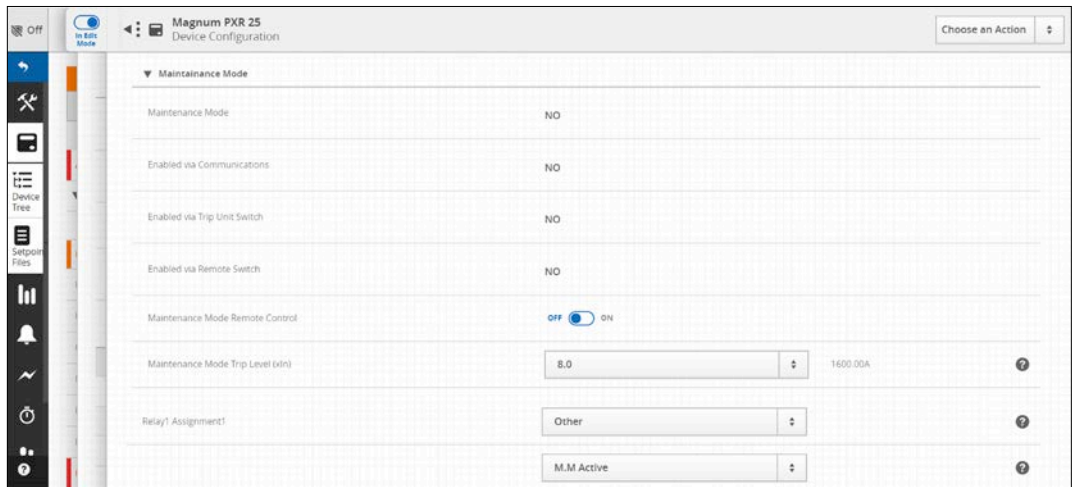 Off
In Edit
Mode
Magnum PXR 25
Device Configuration
Choose an Action
Maintainance Mode
Maintenance Mode
NO
Enabled via Communications
NO
Device
Tree
Enabled via Trip Unit Switch
NO
Setpoin
Files
Enabled via Remote Switch
NO
Maintenance Mode Remote Control
OFF ON
Maintenance Mode Trip Level (xIn)
8.0
1600.00A
?
Relay1 Assignment1
Other
?
M.M Active
?
?